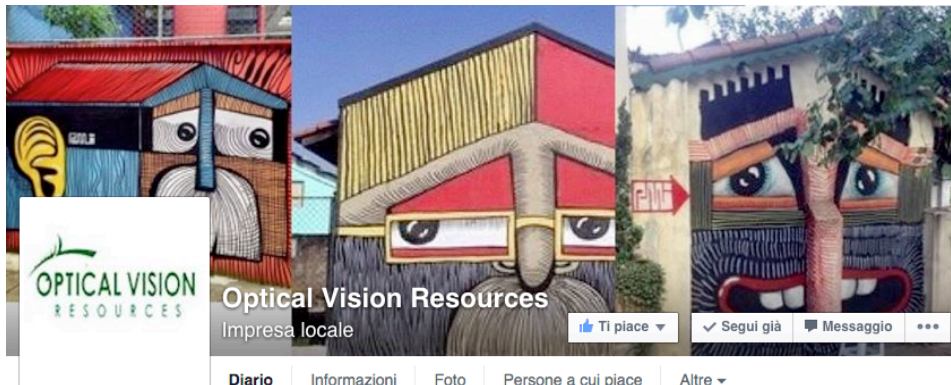 OPTICAL VISION
RESOURCES
Optical Vision Resources
Impresa locale
Ti piace
Segui già
Messaggio
Diario
Informazioni
Foto
Persone a cui piace
Altre